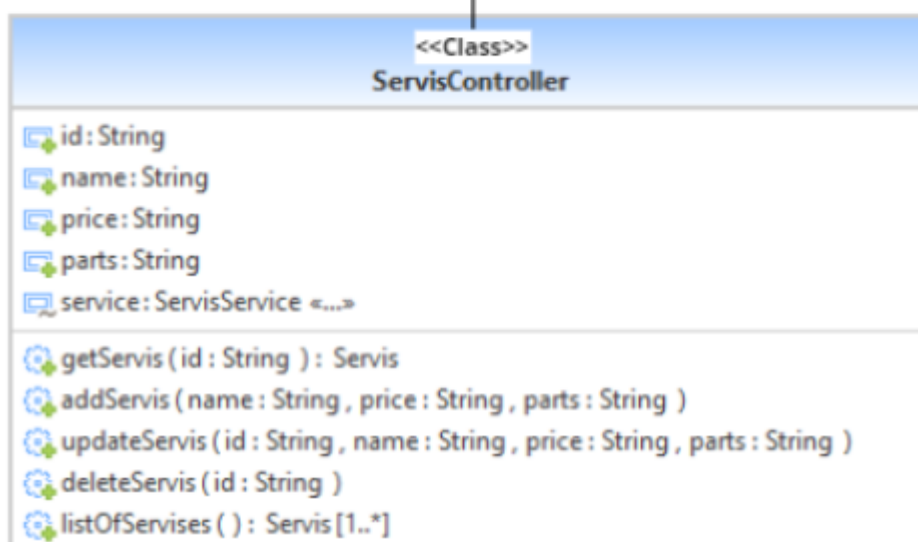 <<Class>>
ServisController
id : String
name : String
price : String
parts : String
service : ServisService «...»
getServis ( id : String ) : Servis
addServis ( name : String , price : String , parts : String )
updateServis ( id : String , name : String , price : String , parts : String )
deleteServis ( id : String )
listOfServises ( ) : Servis [1..*]